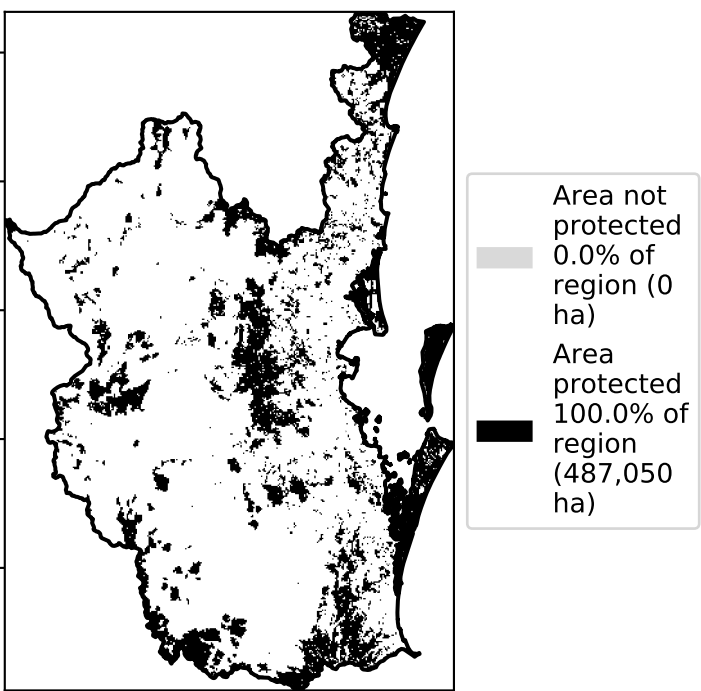 Area not
protected
0.0% of
region (0
ha)
Area
protected
100.0% of
region
(487,050
ha)